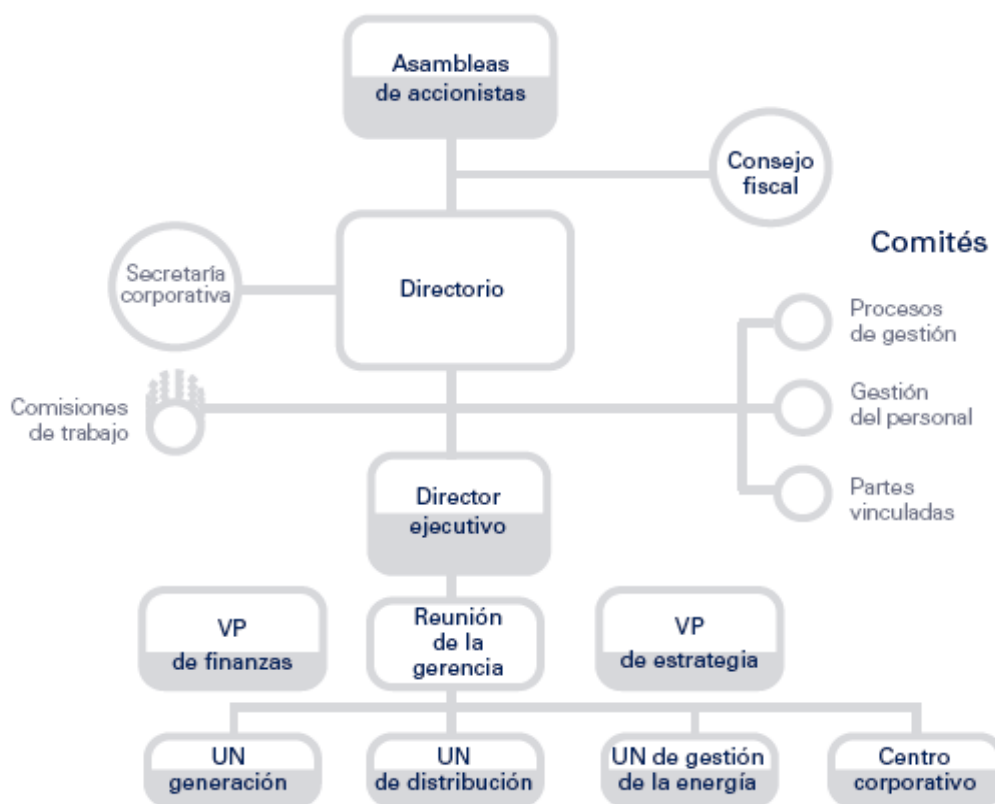 Asambleas
de accionistas
Consejo
fiscal
Comités
Secretaría
corporativa
Directorio
Procesos
de gestión
Comisiones
de trabajo
Gestión
del personal
Director
ejecutivo
Partes
vinculadas
VP
de finanzas
Reunión
de la
gerencia
VP
de estrategia
UN
generación
UN
de distribución
UN de gestión
de la energía
Centro
corporativo